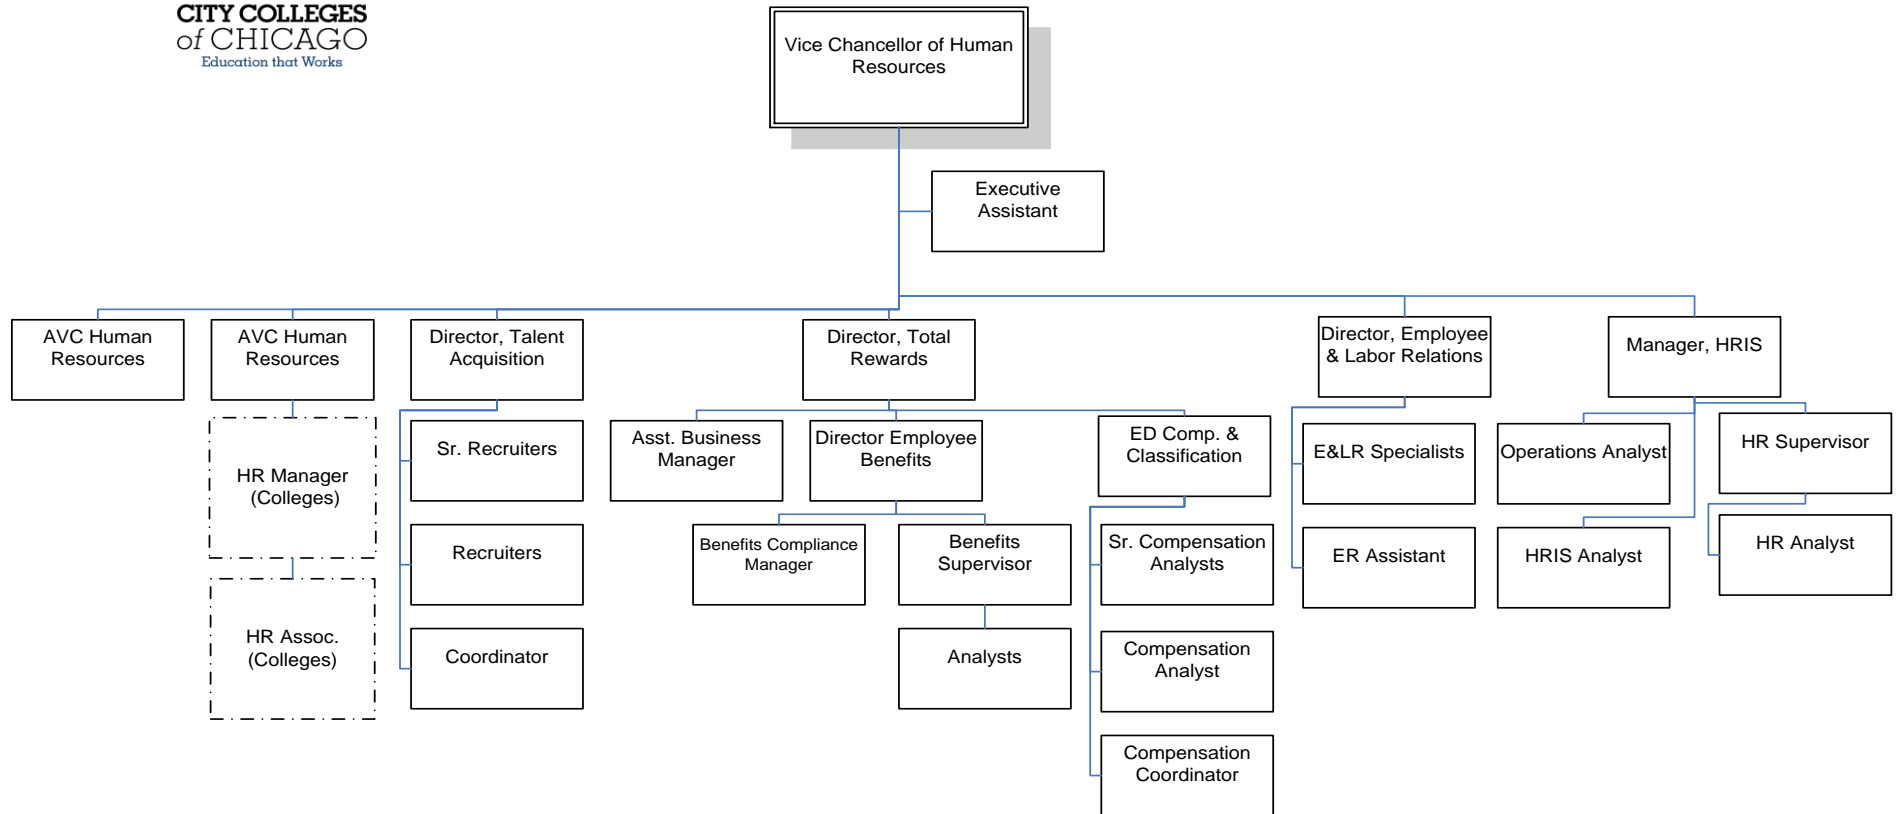 CITY COLLEGES
of CHICAGO
Education that Works
Vice Chancellor of Human
Resources
Executive
Assistant
AVC Human
Resources
AVC Human
Resources
Director, Talent
Acquisition
Director, Total
Rewards
Director, Employee
& Labor Relations
Manager, HRIS
HR Manager
(Colleges)
HR Assoc.
(Colleges)
Sr. Recruiters
Recruiters
Coordinator
Asst. Business
Manager
Director Employee
Benefits
ED Comp. &
Classification
Benefits Compliance
Manager
Benefits
Supervisor
Analysts
Sr. Compensation
Analysts
Compensation
Analyst
Compensation
Coordinator
E&LR Specialists
ER Assistant
Operations Analyst
HRIS Analyst
HR Supervisor
HR Analyst